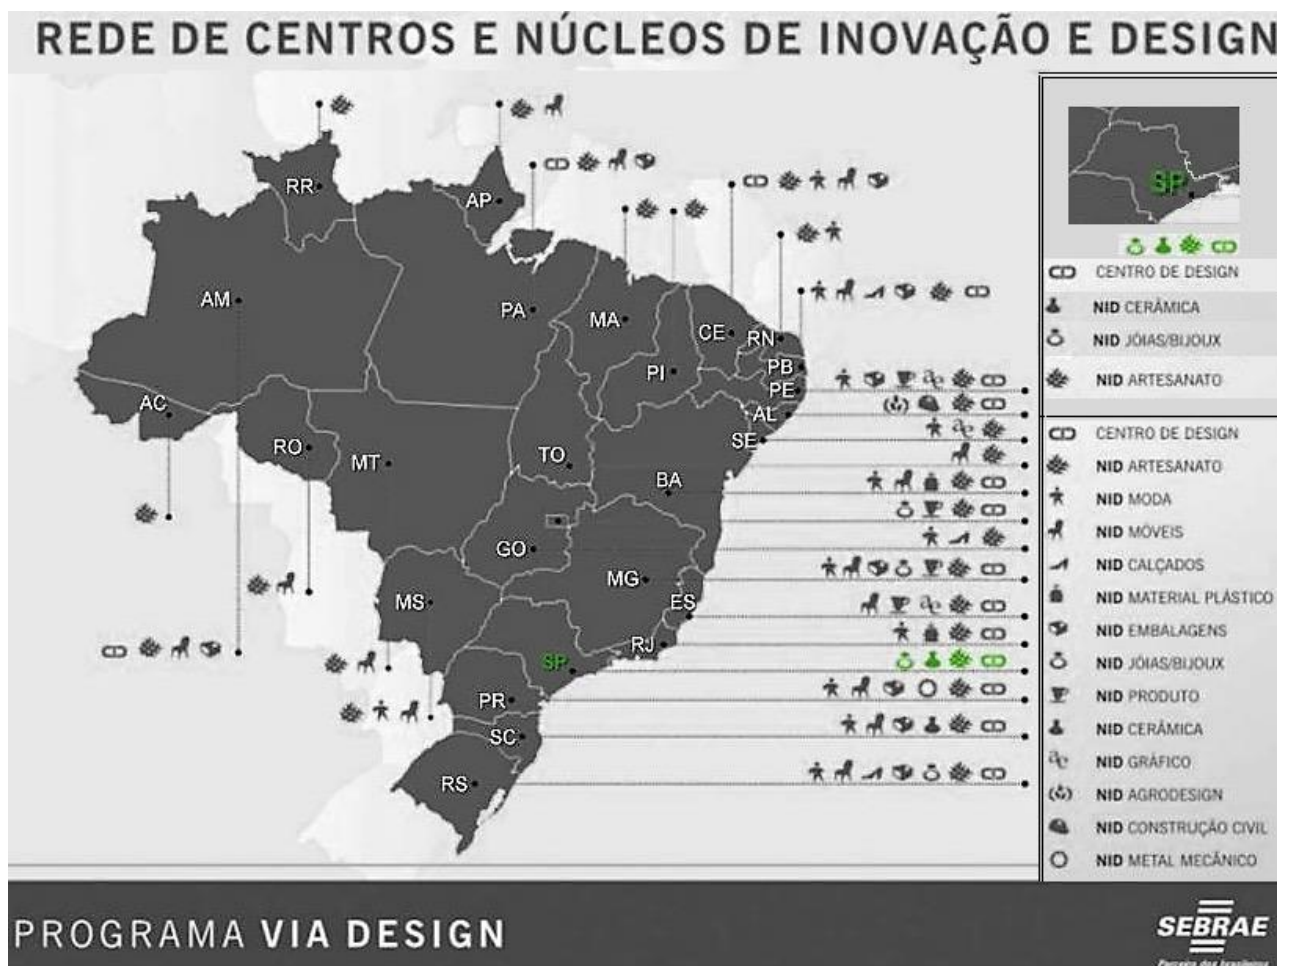 REDE DE CENTROS E NÚCLEOS DE INOVAÇÃO E DESIGN
RR
AP
AM
PA
MA
CE
RN
PI
PB
PE
AC
AL
SE
RO
MT
TO
BA
GO
MG
MS
ES
RJ
SP
PR
SC
RS
SP
CENTRO DE DESIGN
NID CERÂMICA
NID JÓIAS/BIJOUX
NID ARTESANATO
CENTRO DE DESIGN
NID ARTESANATO
NID MODA
NID MÓVEIS
NID CALÇADOS
NID MATERIAL PLÁSTICO
NID EMBALAGENS
NID JÓIAS/BIJOUX
NID PRODUTO
NID CERÂMICA
NID GRÁFICO
NID AGRODESIGN
NID CONSTRUÇÃO CIVIL
NID METAL MECÂNICO
PROGRAMA VIA DESIGN
SEBRAE